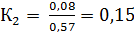 К₂ = 0,08/0,57 = 0,15